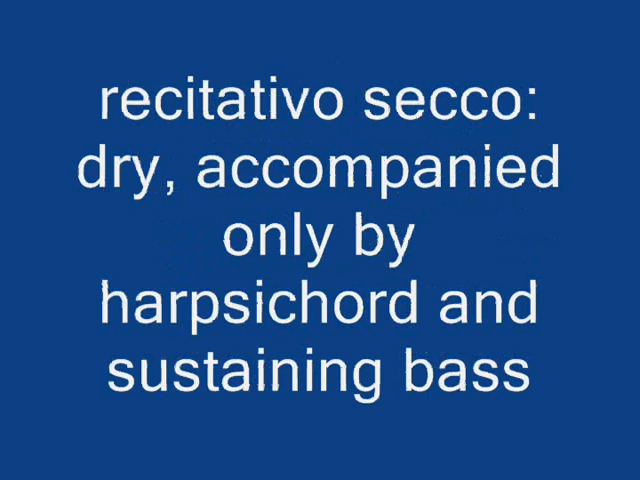 recitativo secco:
dry, accompanied
only by
harpsichord and
sustaining bass